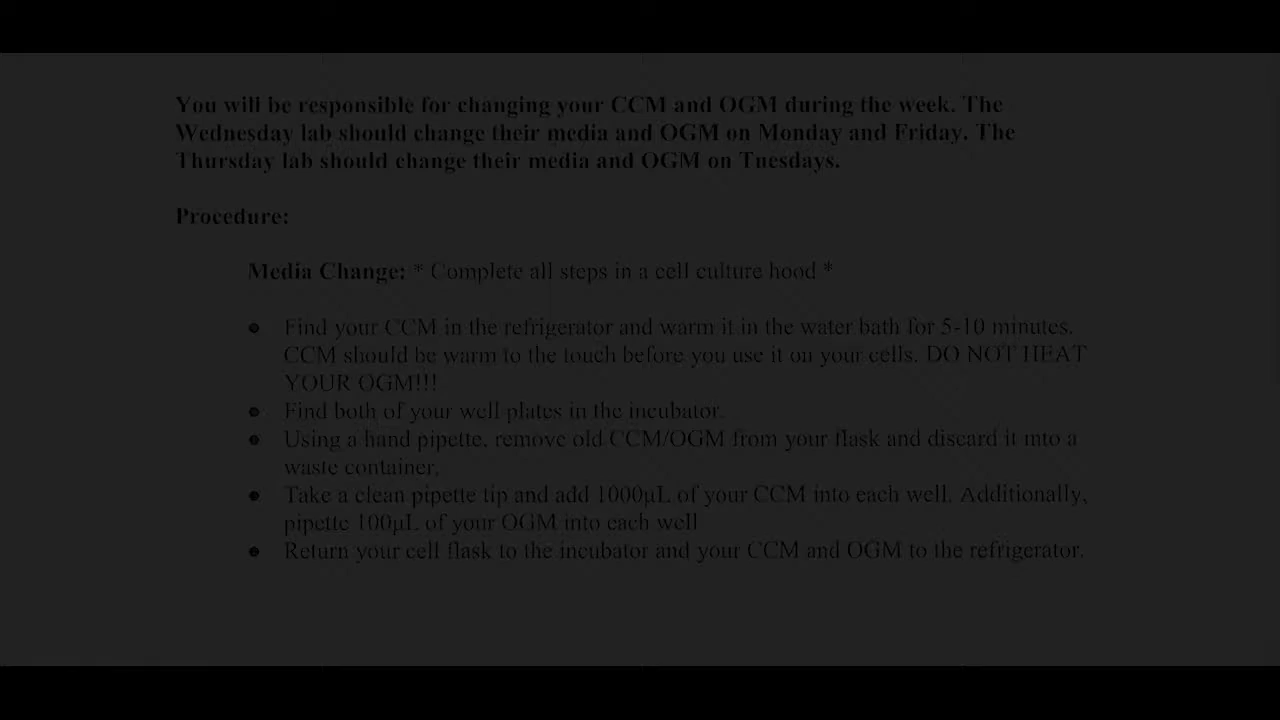 You will be responsible for changing your CCM and OGM during the week. The
Wednesday lab should change their media and OGM on Monday and Friday. The
Thursday lab should change their media and OGM on Tuesdays.
Procedure:
Media Change: * Complete all steps in a cell culture hood *
● Find your CCM in the refrigerator and warm it in the water bath for 5-10 minutes.
CCM should be warm to the touch before you use it on your cells. DO NOT HEAT
YOUR OGM!!!
● Find both of your well plates in the incubator.
● Using a hand pipette, remove old CCM/OGM from your flask and discard it into a
waste container.
● Take a clean pipette tip and add 1000μL of your CCM into each well. Additionally,
pipette 100μL of your OGM into each well
● Return your cell flask to the incubator and your CCM and OGM to the refrigerator.